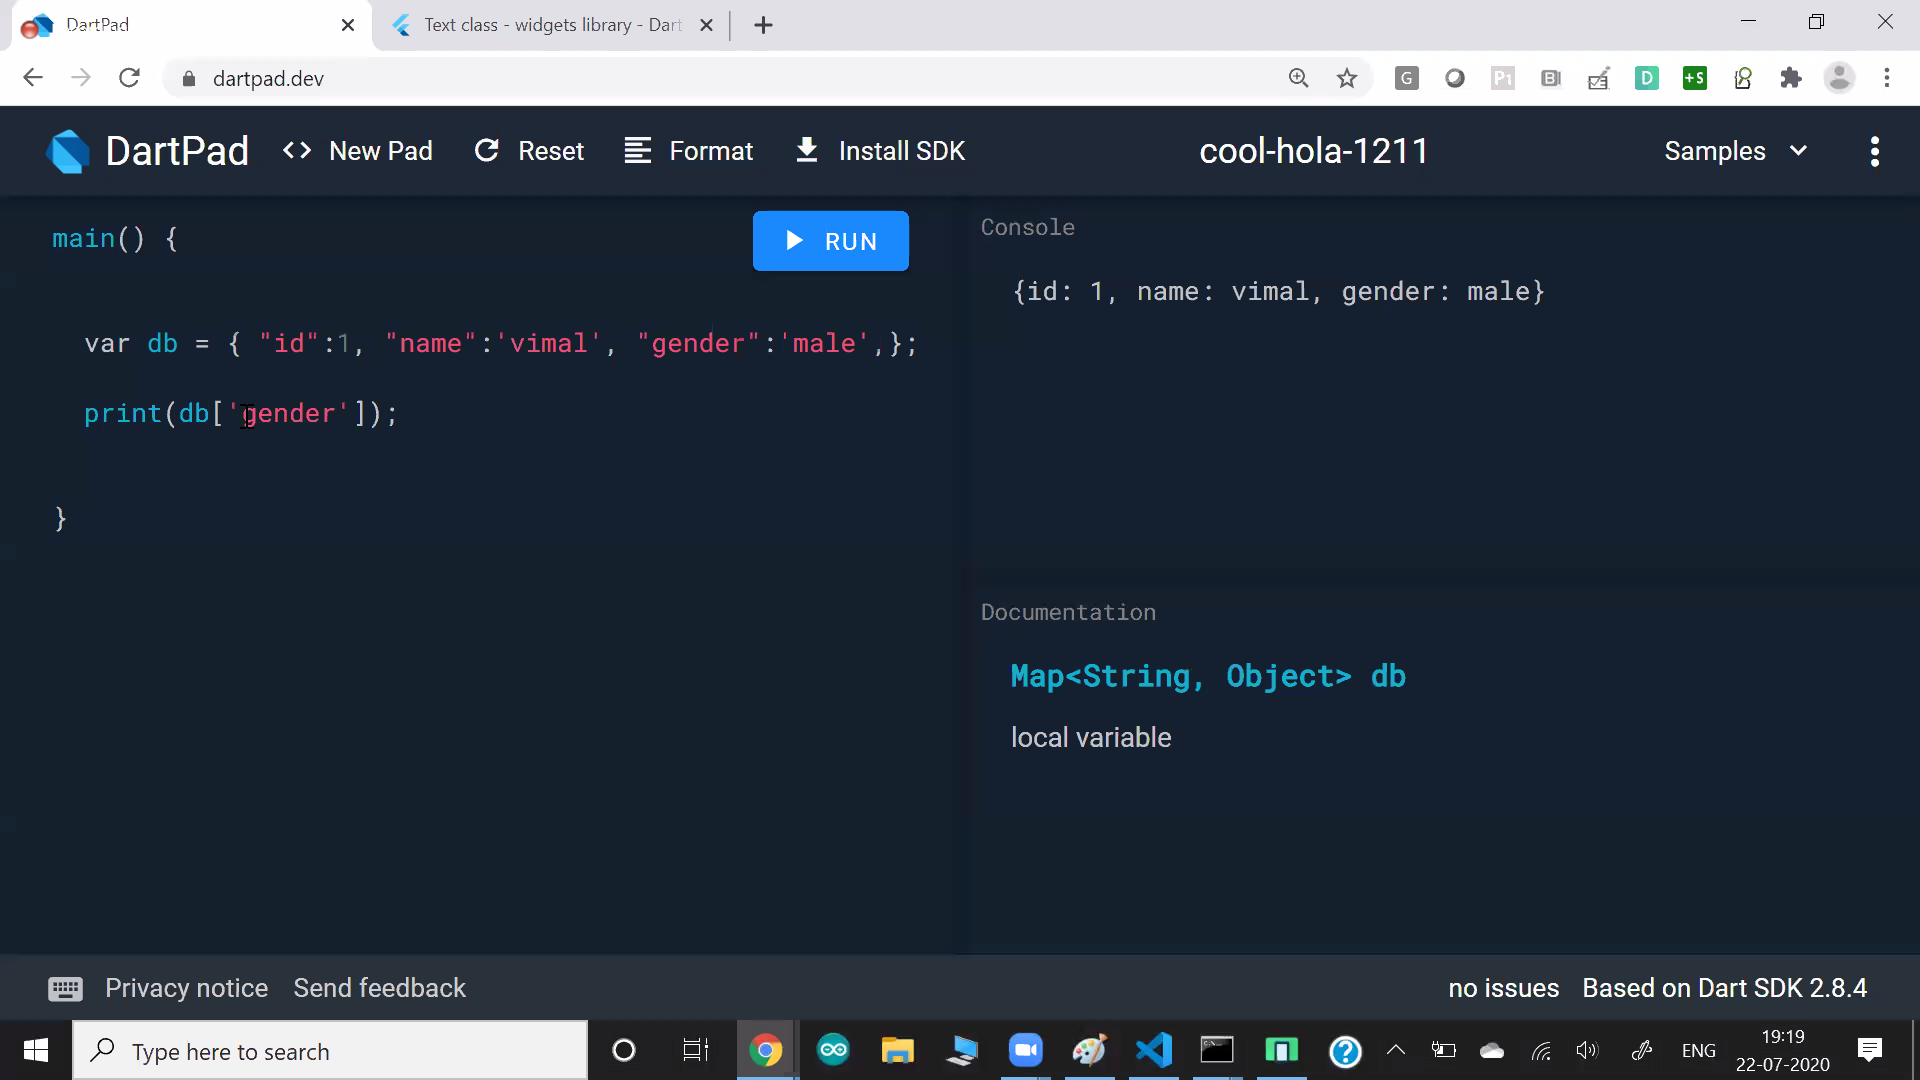 DartPad
Text class - widgets library - Dart
dartpad.dev
G
P1
B
D
+S
DartPad
<> New Pad
Reset
Format
Install SDK
cool-hola-1211
Samples
main() {
RUN
var db = { "id":1, "name":'vimal', "gender":'male',};
print(db['gender']);
}
Console
{id: 1, name: vimal, gender: male}
Documentation
Map<String, Object> db
local variable
Privacy notice
Send feedback
no issues
Based on Dart SDK 2.8.4
Type here to search
ENG
19:19
22-07-2020